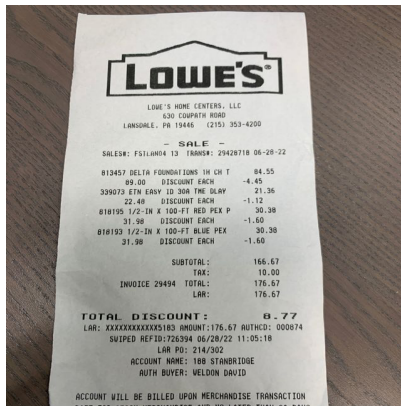 LOWE'S®
LOWE'S HOME CENTERS, LLC
630 COWPATH ROAD
LANSDALE, PA 19446 (215) 353-4200
- SALE -
SALES#: FSTLAN04 13 TRANS#: 29428718 06-28-22
813457 DELTA FOUNDATIONS 1H CH T 84.55
89.00 DISCOUNT EACH -4.45
339073 ETN EASY ID 30A TME DLAY 21.36
22.48 DISCOUNT EACH -1.12
818195 1/2-IN X 100-FT RED PEX P 30.38
31.98 DISCOUNT EACH -1.60
818193 1/2-IN X 100-FT BLUE PEX 30.38
31.98 DISCOUNT EACH -1.60
SUBTOTAL: 166.67
TAX: 10.00
INVOICE 29494 TOTAL: 176.67
LAR: 176.67
TOTAL DISCOUNT: 8.77
LAR: XXXXXXXXXXXX5183 AMOUNT:176.67 AUTHCD: 000874
SWIPED REFID:726394 06/28/22 11:05:18
LAR PO: 214/302
ACCOUNT NAME: 188 STANBRIDGE
AUTH BUYER: WELDON DAVID
ACCOUNT WILL BE BILLED UPON MERCHANDISE TRANSACTION